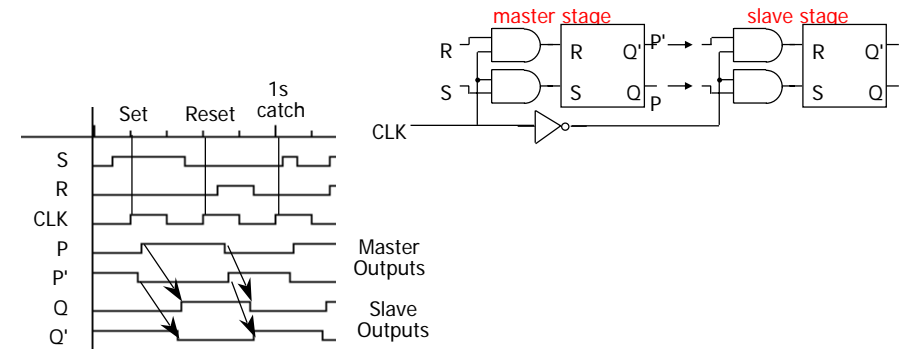 master stage
slave stage
R
R
Q'
P'
R
Q'
S
S
Q
P
S
Q
CLK
Set
Reset
1s
catch
S
R
CLK
P
P'
Q
Q'
Master
Outputs
Slave
Outputs